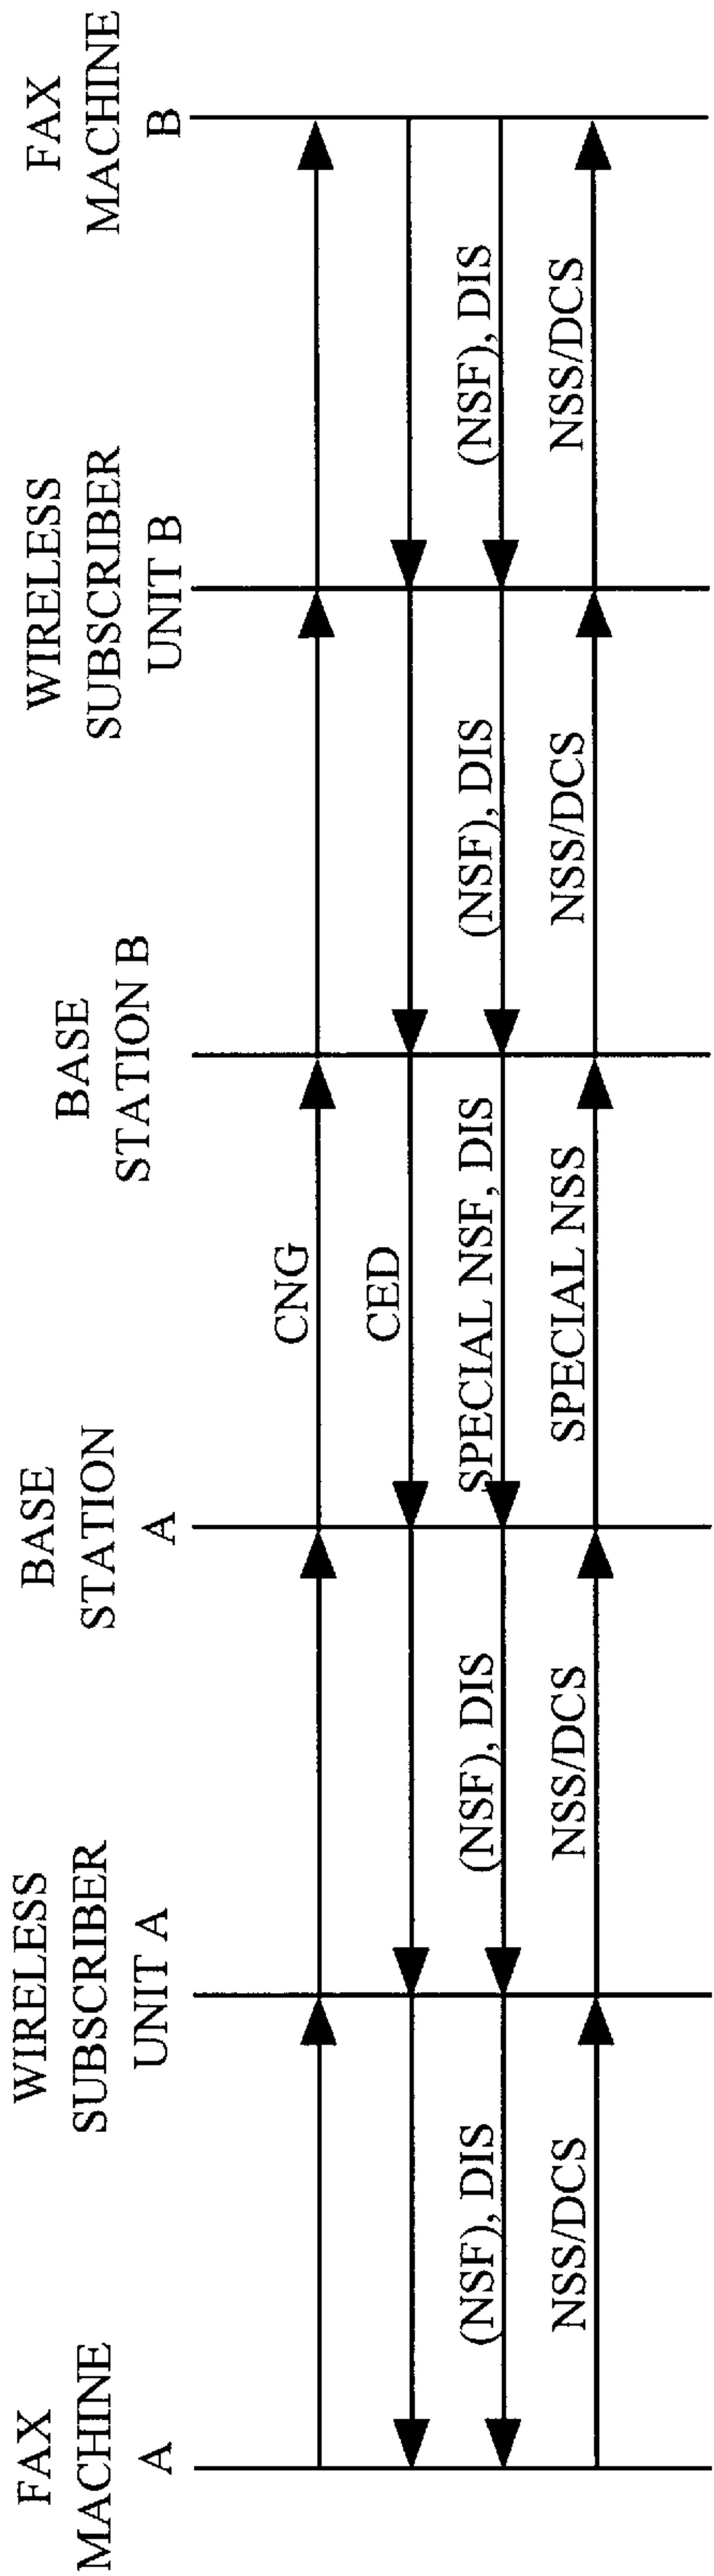 FAX
MACHINE
A
WIRELESS
SUBSCRIBER
UNIT A
BASE
STATION
A
BASE
STATION B
WIRELESS
SUBSCRIBER
UNIT B
FAX
MACHINE
B
CNG
CED
(NSF), DIS
(NSF), DIS
SPECIAL NSF, DIS
(NSF), DIS
(NSF), DIS
NSS/DCS
NSS/DCS
SPECIAL NSS
NSS/DCS
NSS/DCS